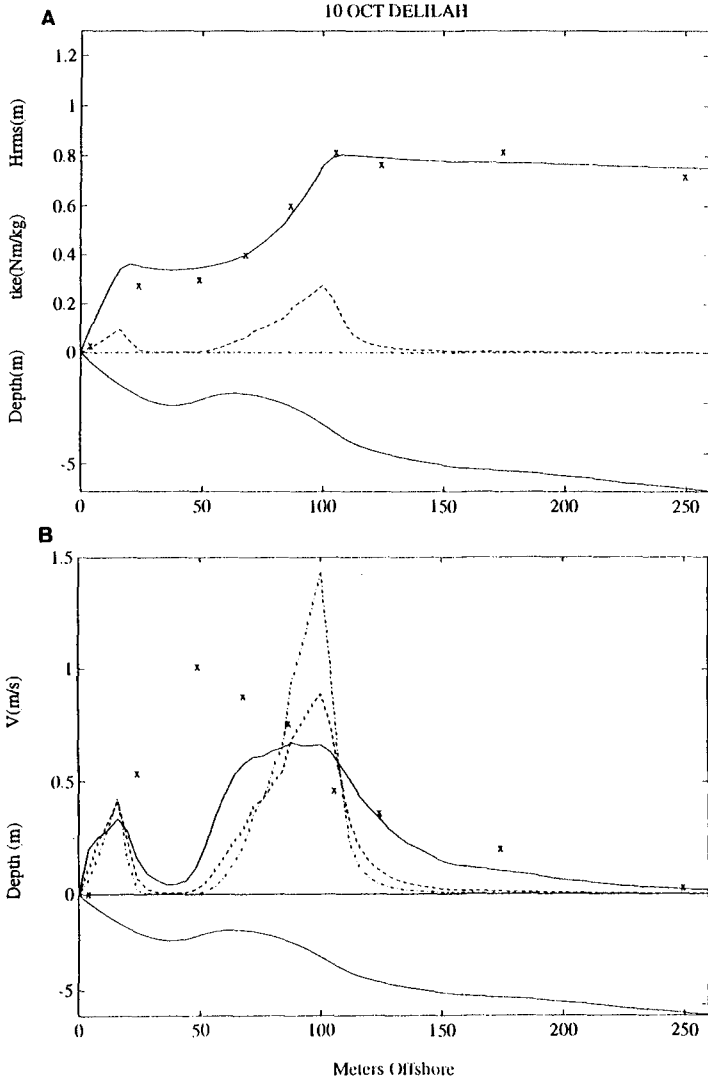 10 OCT DELILAH
A
1.2
1
0.8
0.6
0.4
0.2
0
-5
Hrms(m)
tke(Nm/kg)
Depth(m)
0 50 100 150 200 250
B
1.5
1
0.5
0
-5
V(m/s)
Depth (m)
0 50 100 150 200 250
Meters Offshore